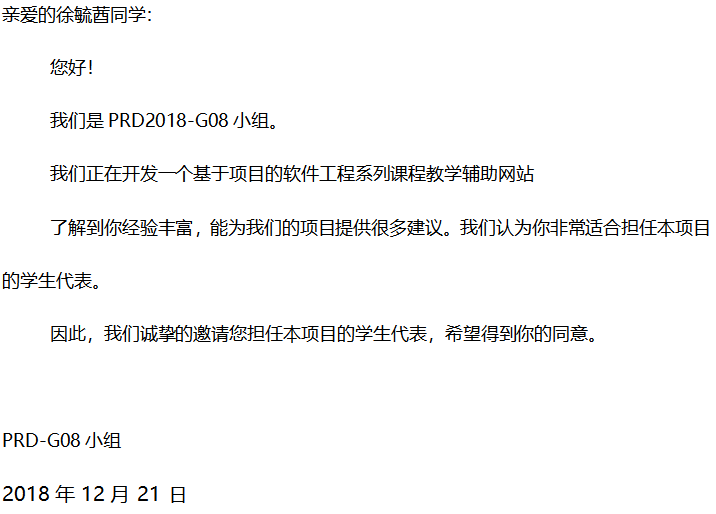 亲爱的徐毓茜同学：
您好！
我们是 PRD2018-G08 小组。
我们正在开发一个基于项目的软件工程系列课程教学辅助网站
了解到你经验丰富，能为我们的项目提供很多建议。我们认为你非常适合担任本项目
的学生代表。
因此，我们诚挚的邀请您担任本项目的学生代表，希望得到你的同意。
PRD-G08 小组
2018 年 12 月 21 日